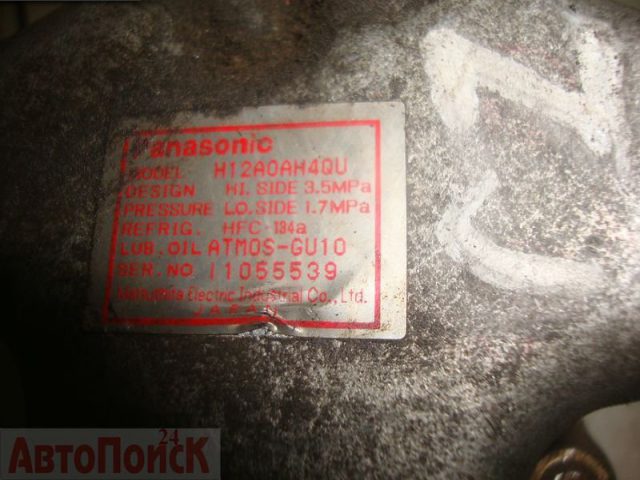 Panasonic
MODEL H12A0AH4QU
DESIGN HI. SIDE 3.5MPa
PRESSURE LO. SIDE 1.7MPa
REFRIG. HFC-134a
LUB. OIL ATMOS-GU10
SER. NO. 11055539
Matsushita Electric Industrial Co., Ltd.
JAPAN
24
АвтоПоисК